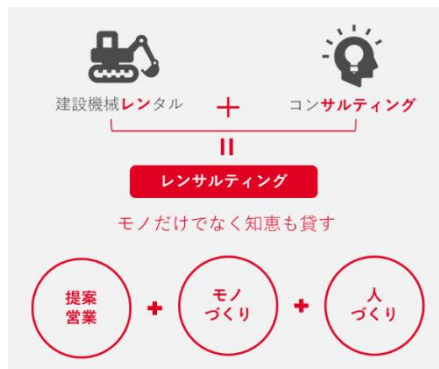 建設機械レンタル + コンサルティング
=
レンサルティング
モノだけでなく知恵も貸す
提案
営業
+
モノ
づくり
+
人
づくり